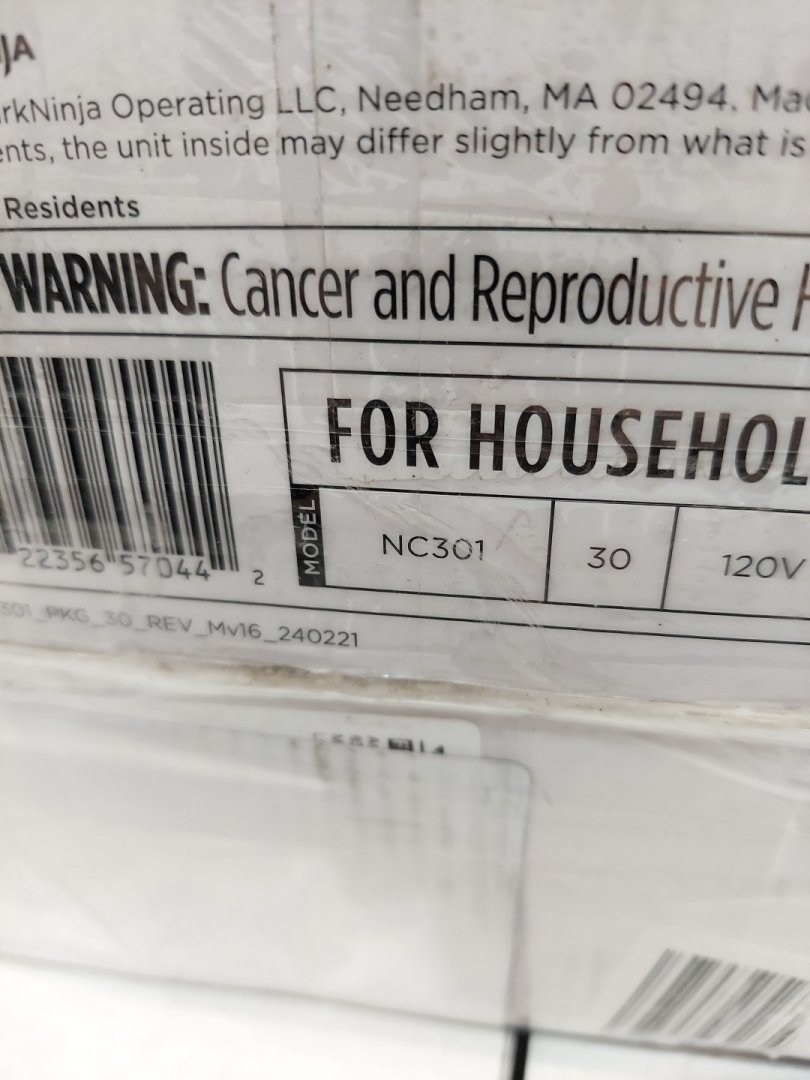 JA
rkNinja Operating LLC, Needham, MA 02494. Ma
ents, the unit inside may differ slightly from what is
Residents
WARNING: Cancer and Reproductive
FOR HOUSEHOL
MODEL NC301 30 120V
22356 57044 2
301_PKG_30_REV_Mv16_240221